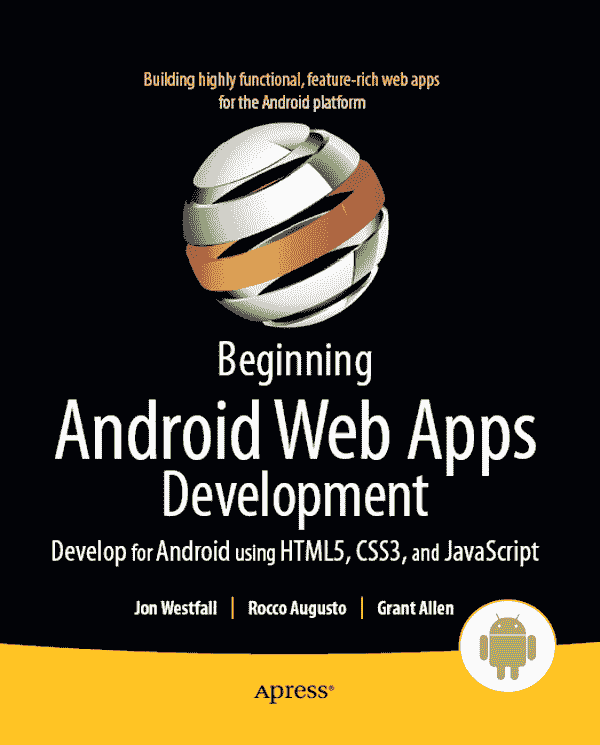 Building highly functional, feature-rich web apps
for the Android platform
Beginning
Android Web Apps
Development
Develop for Android using HTML5, CSS3, and JavaScript
Jon Westfall | Rocco Augusto | Grant Allen
Apress®